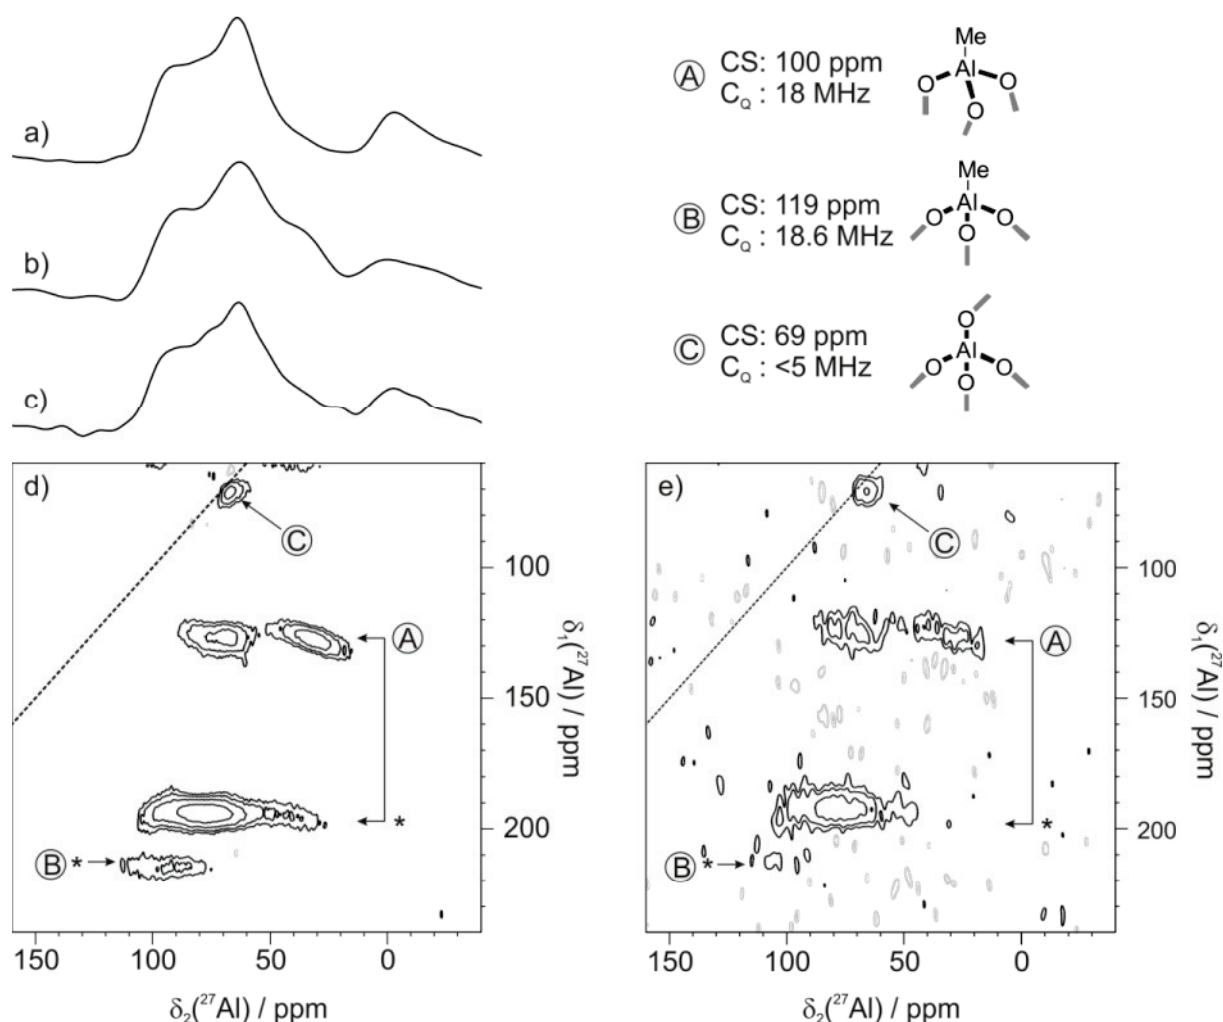 a)
b)
c)
A
CS: 100 ppm
C_Q : 18 MHz
Me
Al
O
O
O
B
CS: 119 ppm
C_Q : 18.6 MHz
Me
Al
O
O
O
C
CS: 69 ppm
C_Q : <5 MHz
O
Al
O
O
O
d)
C
A
*
B *
100
150
200
δ₁(²⁷Al) / ppm
150 100 50 0
δ₂(²⁷Al) / ppm
e)
C
A
*
B *
100
150
200
δ₁(²⁷Al) / ppm
150 100 50 0
δ₂(²⁷Al) / ppm